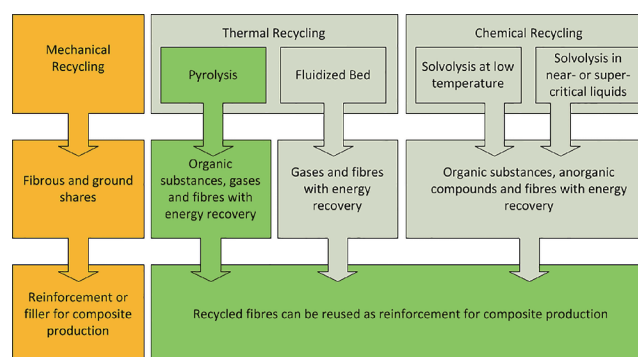 Mechanical
Recycling
Thermal Recycling
Chemical Recycling
Pyrolysis
Fluidized Bed
Solvolysis at low
temperature
Solvolysis in
near- or super-
critical liquids
Fibrous and ground
shares
Organic
substances, gases
and fibres with
energy recovery
Gases and fibres
with energy
recovery
Organic substances, anorganic
compounds and fibres with energy
recovery
Reinforcement or
filler for composite
production
Recycled fibres can be reused as reinforcement for composite production